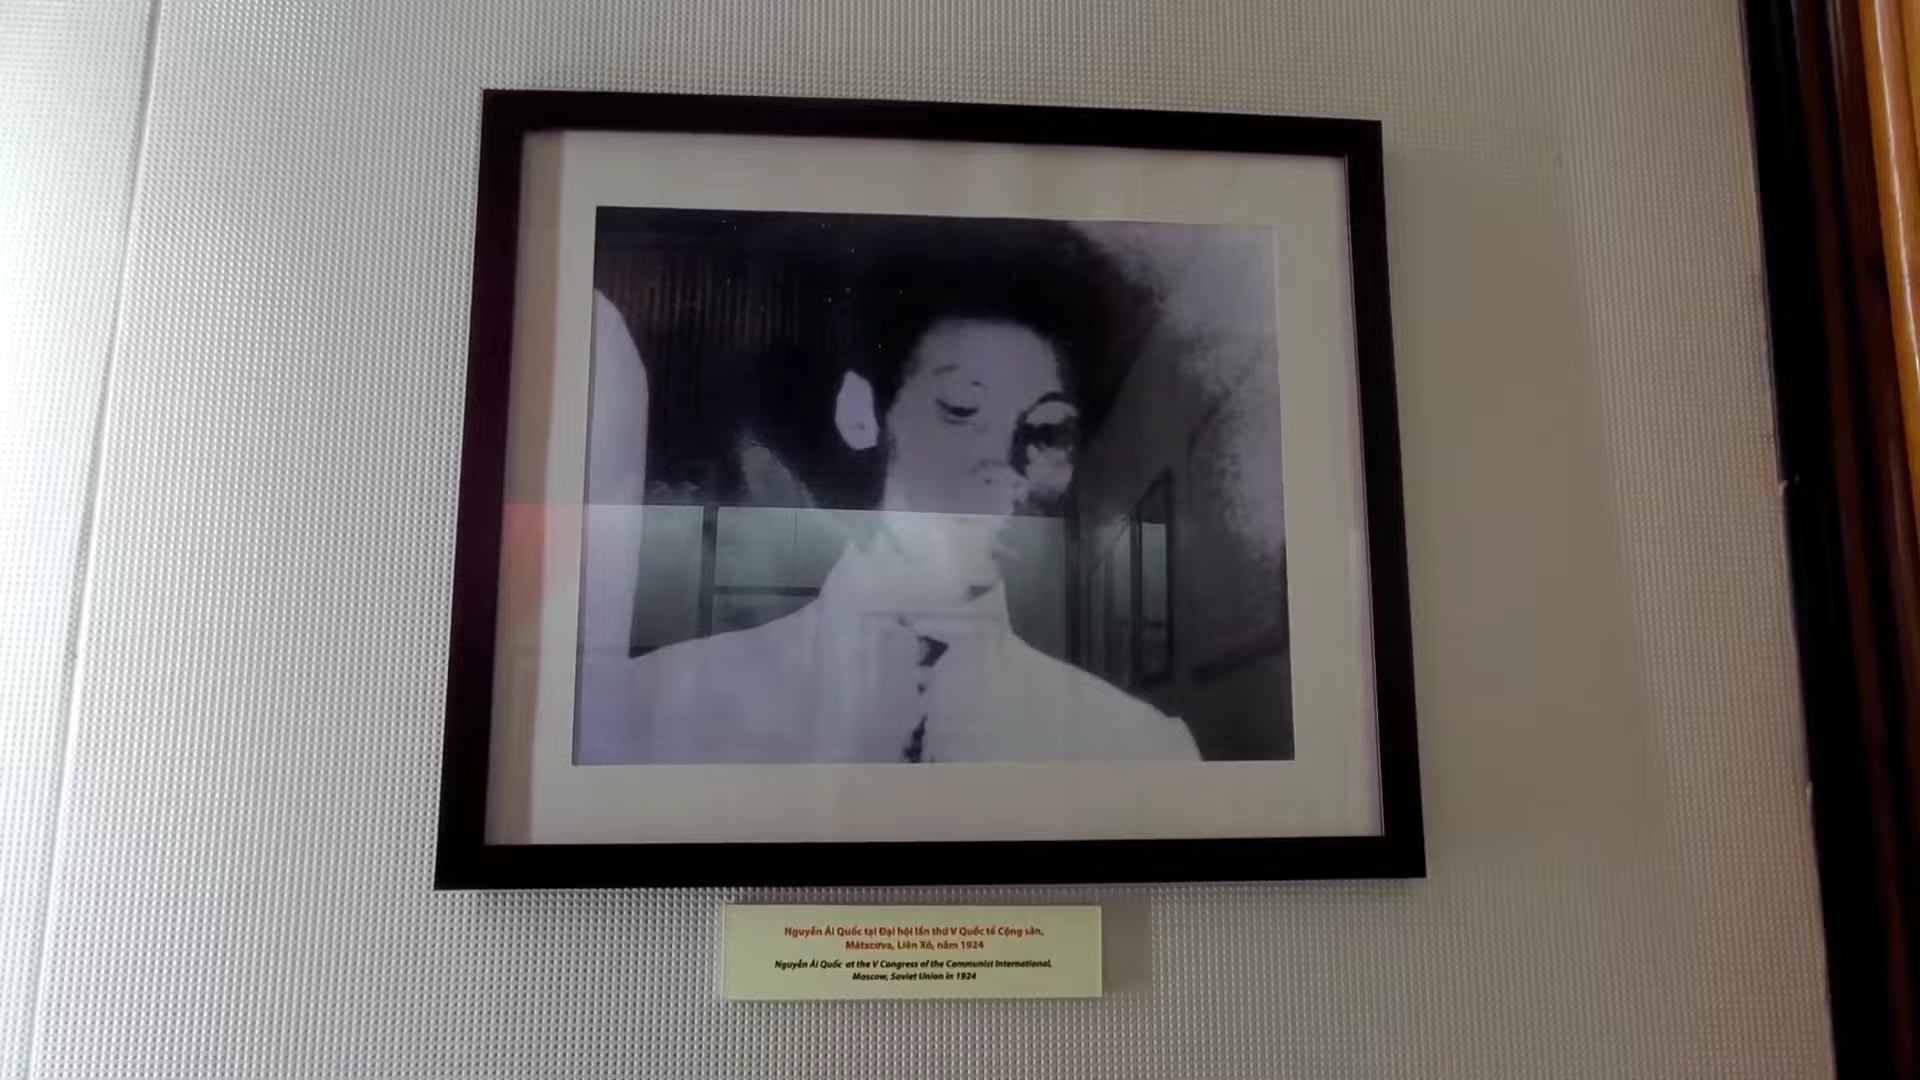 Nguyễn Ái Quốc tại Đại hội lần thứ V Quốc tế Cộng sản,
Mátxcơva, Liên Xô, năm 1924
Nguyễn Ái Quốc at the V Congress of the Communist International,
Moscow, Soviet Union in 1924